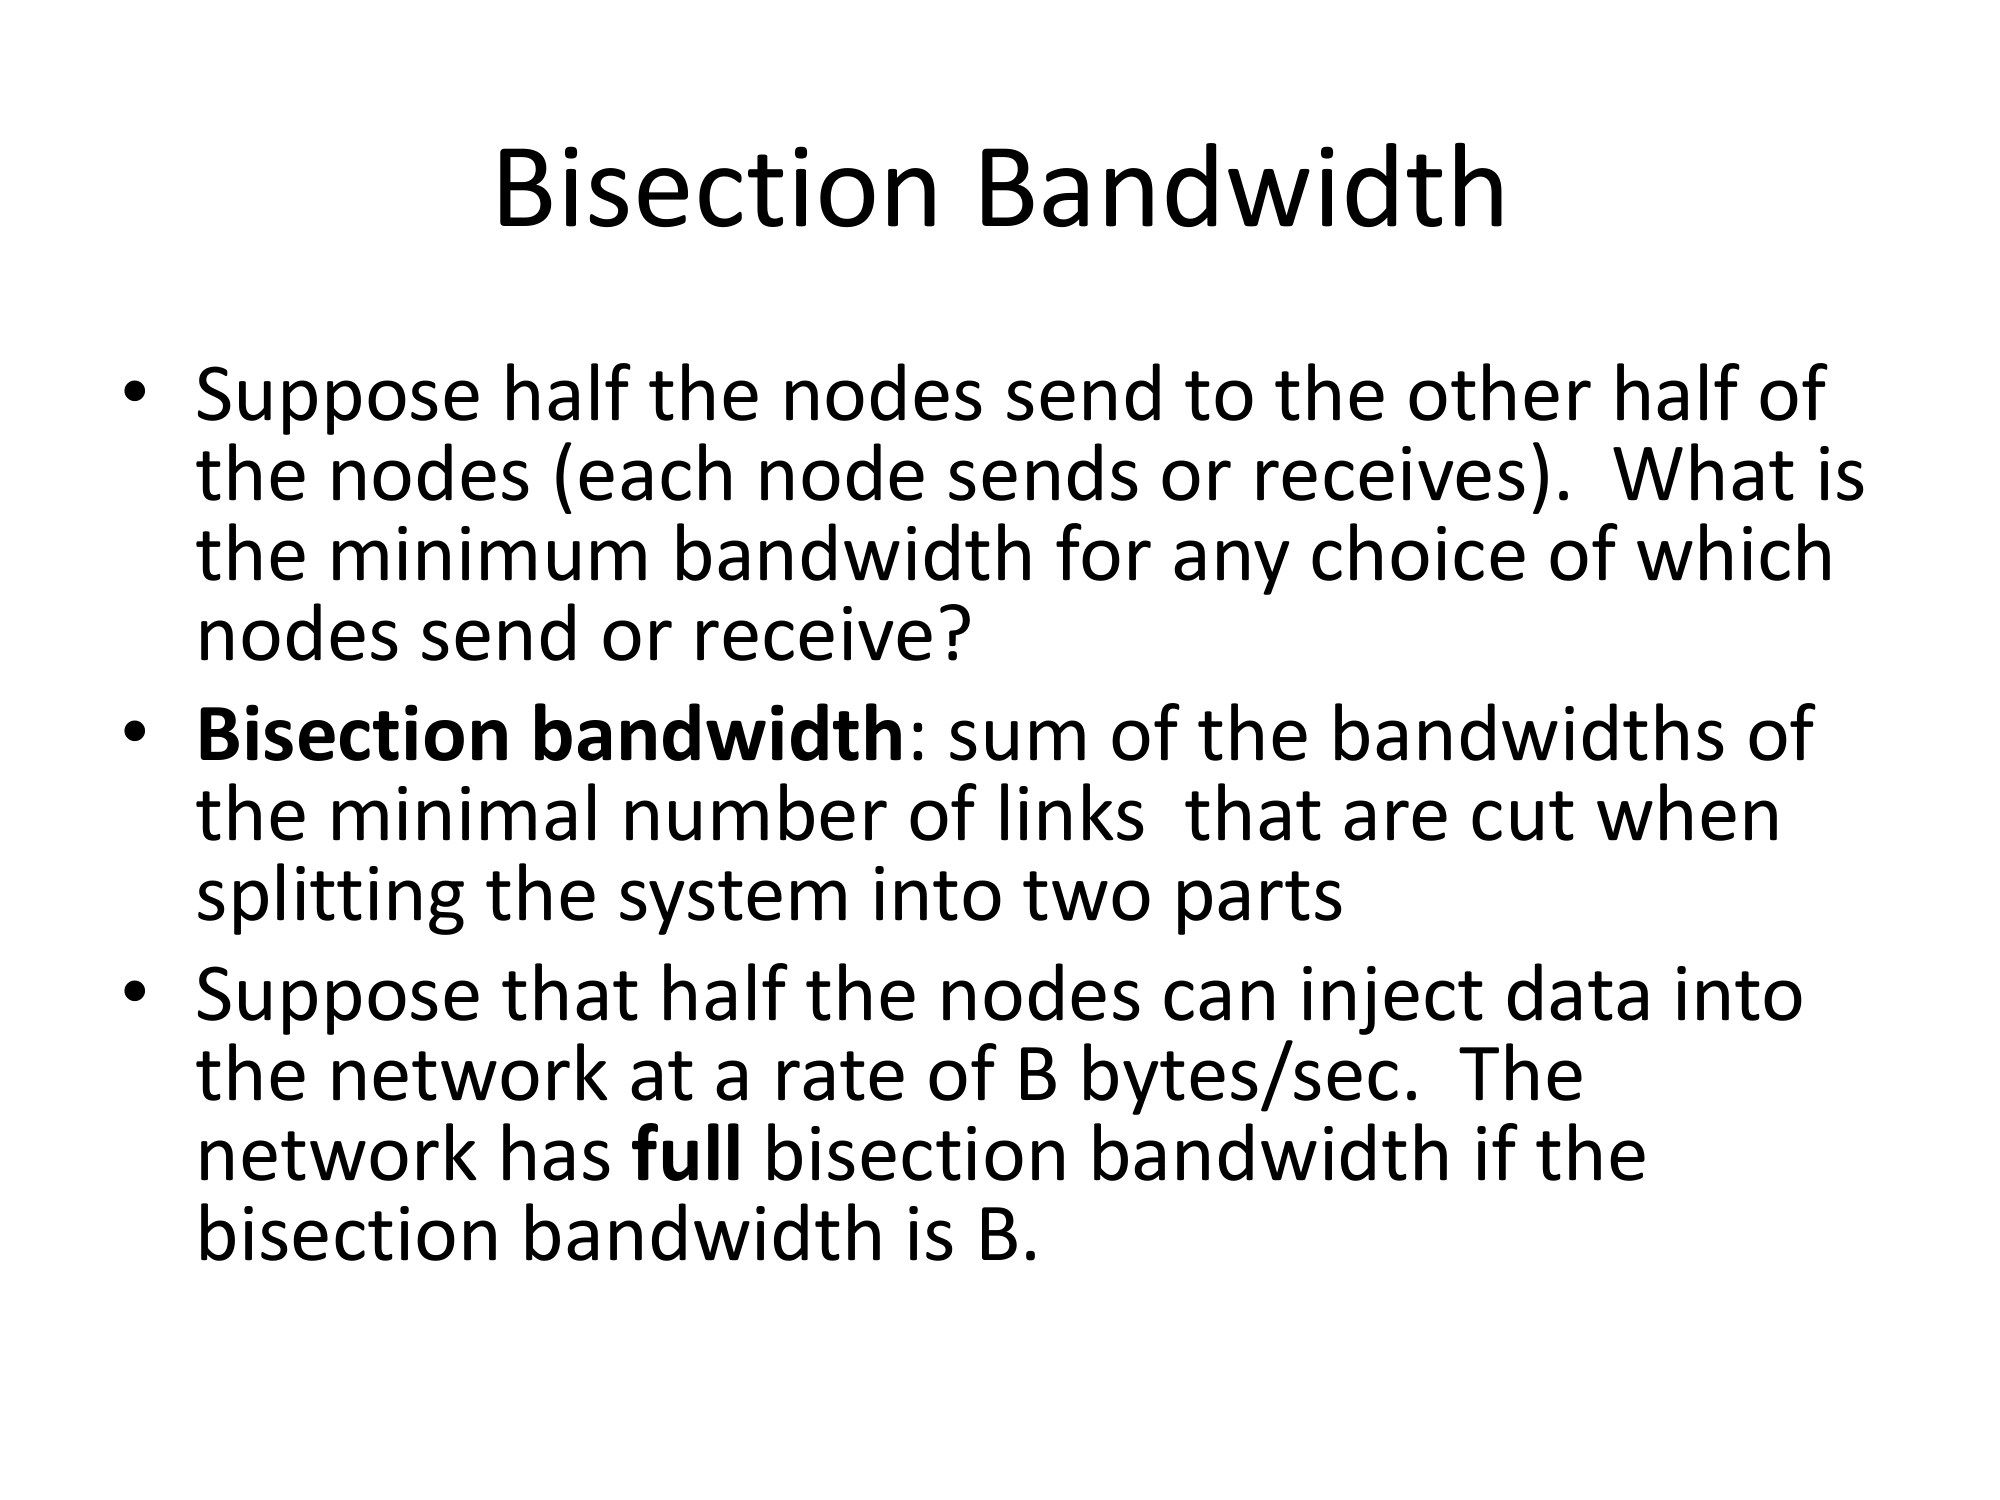 Bisection Bandwidth
• Suppose half the nodes send to the other half of
the nodes (each node sends or receives).  What is
the minimum bandwidth for any choice of which
nodes send or receive?
• Bisection bandwidth: sum of the bandwidths of
the minimal number of links  that are cut when
splitting the system into two parts
• Suppose that half the nodes can inject data into
the network at a rate of B bytes/sec.  The
network has full bisection bandwidth if the
bisection bandwidth is B.